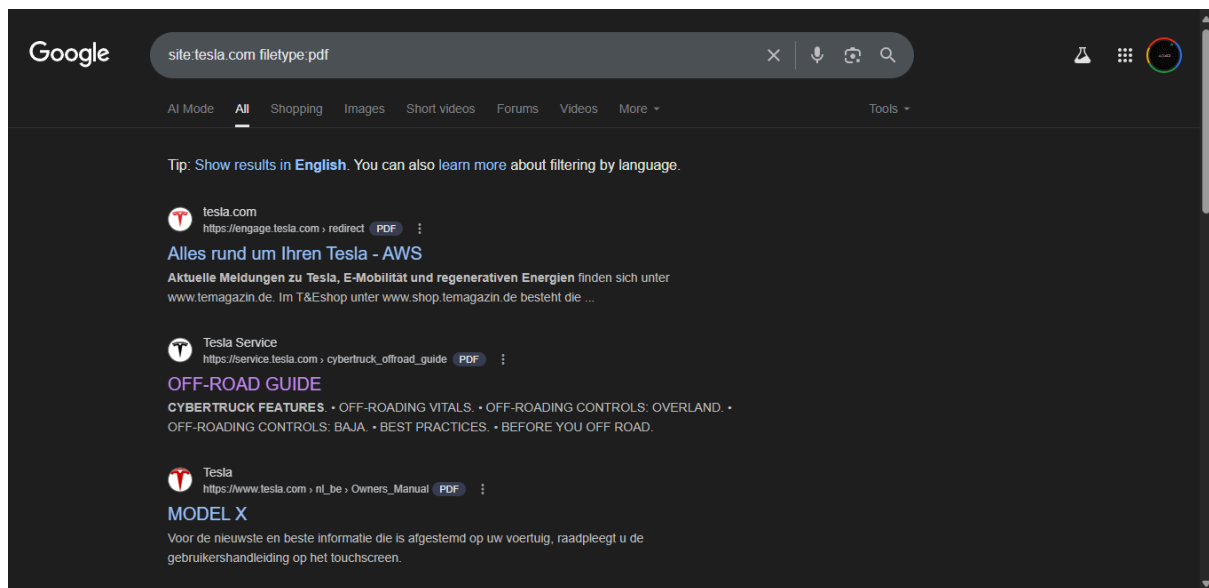 Google
site:tesla.com filetype:pdf
AI Mode All Shopping Images Short videos Forums Videos More Tools
Tip: Show results in English. You can also learn more about filtering by language.
tesla.com
https://engage.tesla.com › redirect PDF
Alles rund um Ihren Tesla - AWS
Aktuelle Meldungen zu Tesla, E-Mobilität und regenerativen Energien finden sich unter
www.temagazin.de. Im T&Eshop unter www.shop.temagazin.de besteht die ...
Tesla Service
https://service.tesla.com › cybertruck_offroad_guide PDF
OFF-ROAD GUIDE
CYBERTRUCK FEATURES. • OFF-ROADING VITALS. • OFF-ROADING CONTROLS: OVERLAND. •
OFF-ROADING CONTROLS: BAJA. • BEST PRACTICES. • BEFORE YOU OFF ROAD.
Tesla
https://www.tesla.com › nl_be › Owners_Manual PDF
MODEL X
Voor de nieuwste en beste informatie die is afgestemd op uw voertuig, raadpleegt u de
gebruikershandleiding op het touchscreen.